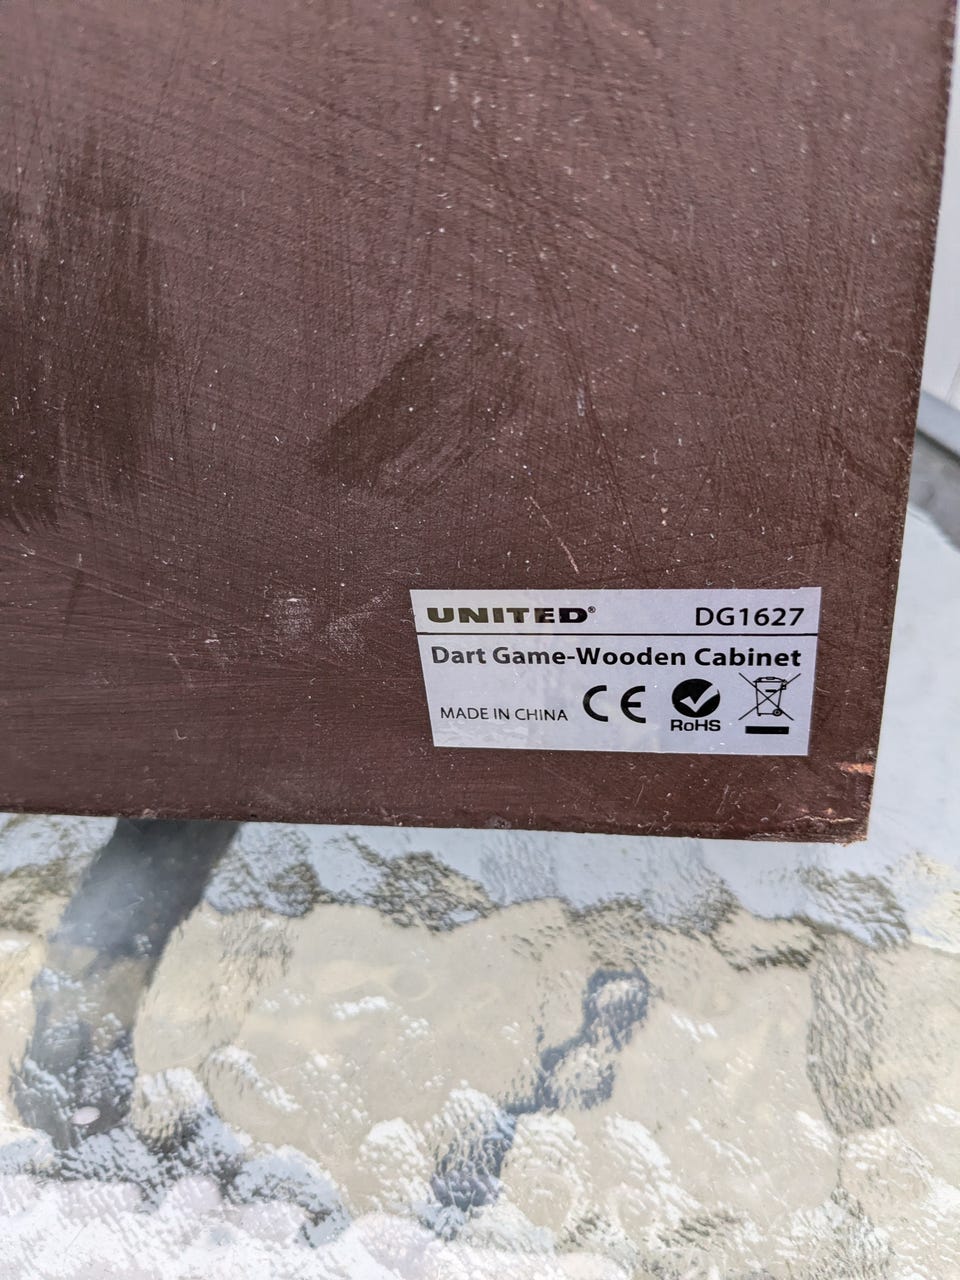 UNITED® DG1627
Dart Game-Wooden Cabinet
MADE IN CHINA CE RoHS